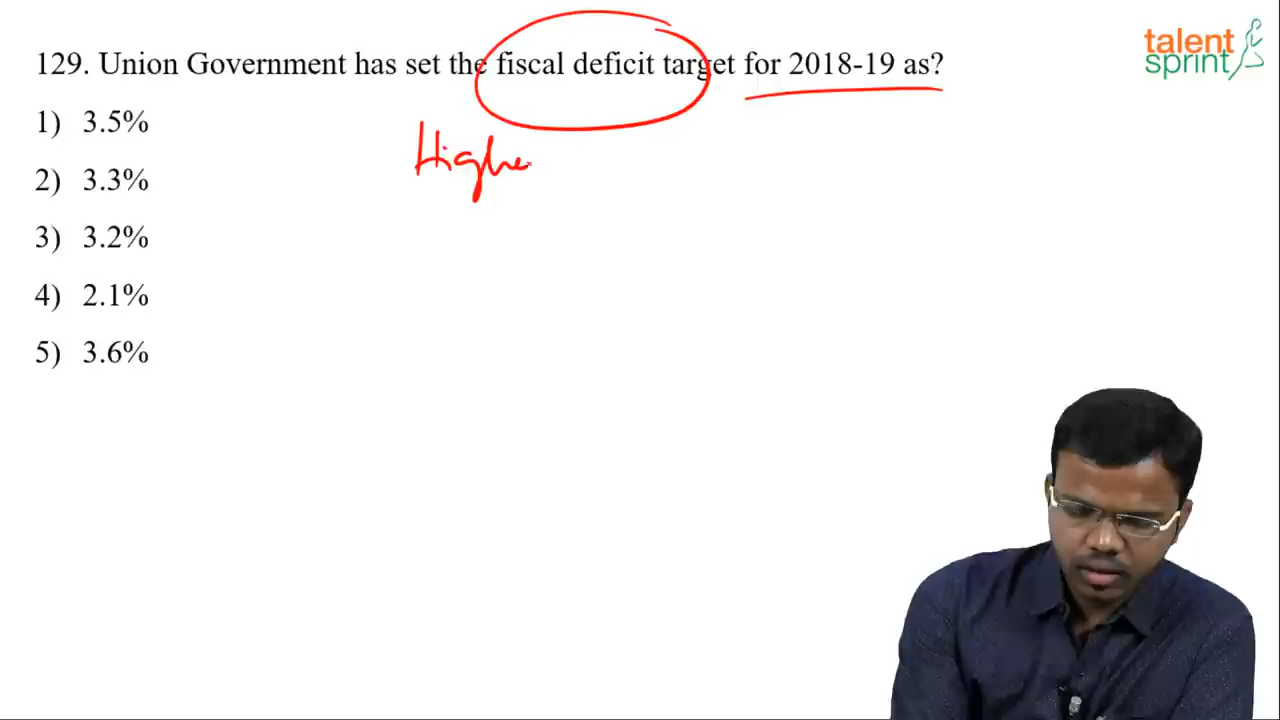 129. Union Government has set the fiscal deficit target for 2018-19 as?
talent
sprint
1) 3.5%
Highe
2) 3.3%
3) 3.2%
4) 2.1%
5) 3.6%